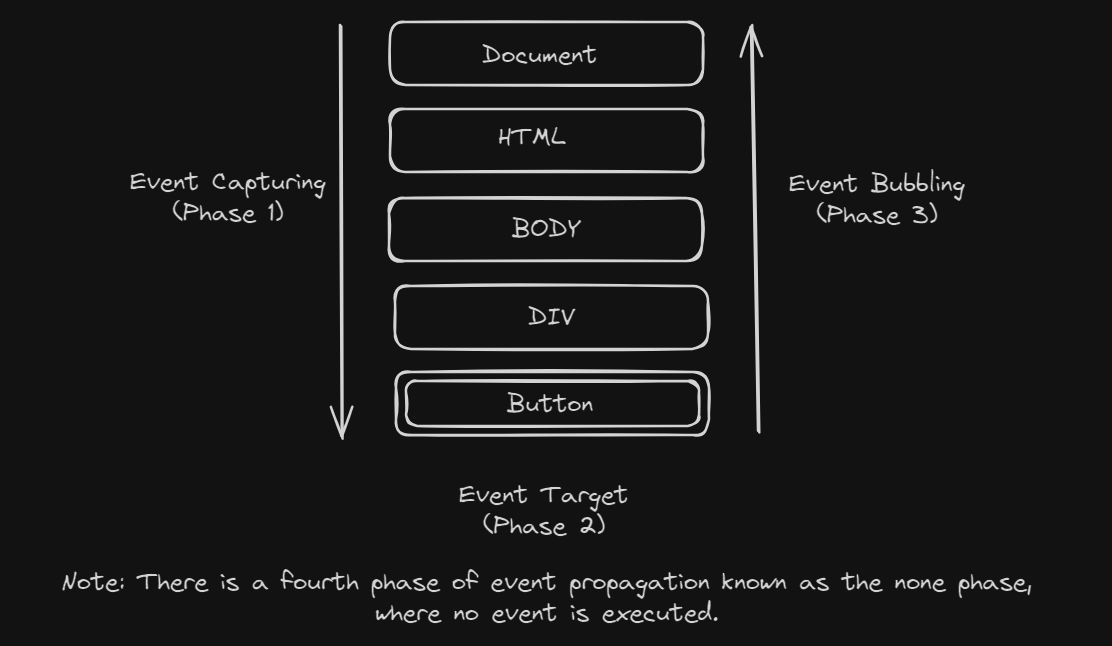 Document
HTML
Event Capturing
(Phase 1)
Event Bubbling
(Phase 3)
BODY
DIV
Button
Event Target
(Phase 2)
Note: There is a fourth phase of event propagation known as the none phase,
where no event is executed.